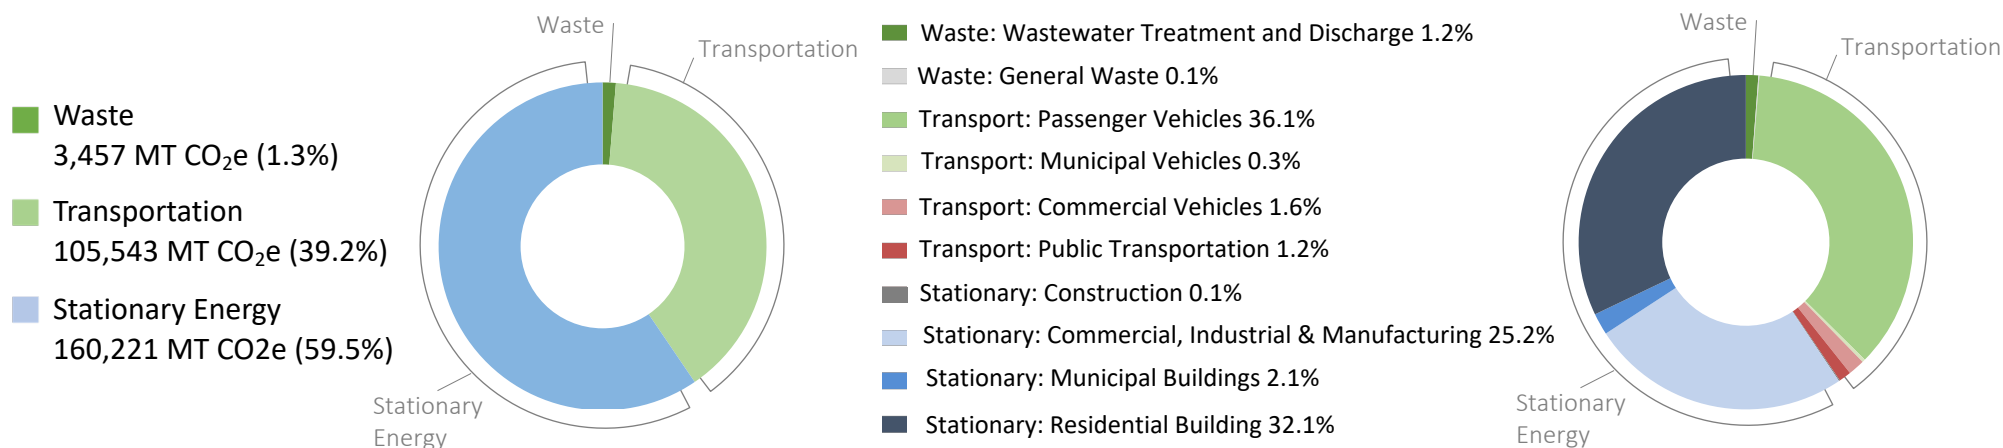 Waste
3,457 MT CO₂e (1.3%)
Transportation
105,543 MT CO₂e (39.2%)
Stationary Energy
160,221 MT CO2e (59.5%)
Waste
Transportation
Stationary
Energy
Waste: Wastewater Treatment and Discharge 1.2%
Waste: General Waste 0.1%
Transport: Passenger Vehicles 36.1%
Transport: Municipal Vehicles 0.3%
Transport: Commercial Vehicles 1.6%
Transport: Public Transportation 1.2%
Stationary: Construction 0.1%
Stationary: Commercial, Industrial & Manufacturing 25.2%
Stationary: Municipal Buildings 2.1%
Stationary: Residential Building 32.1%
Waste
Transportation
Stationary
Energy